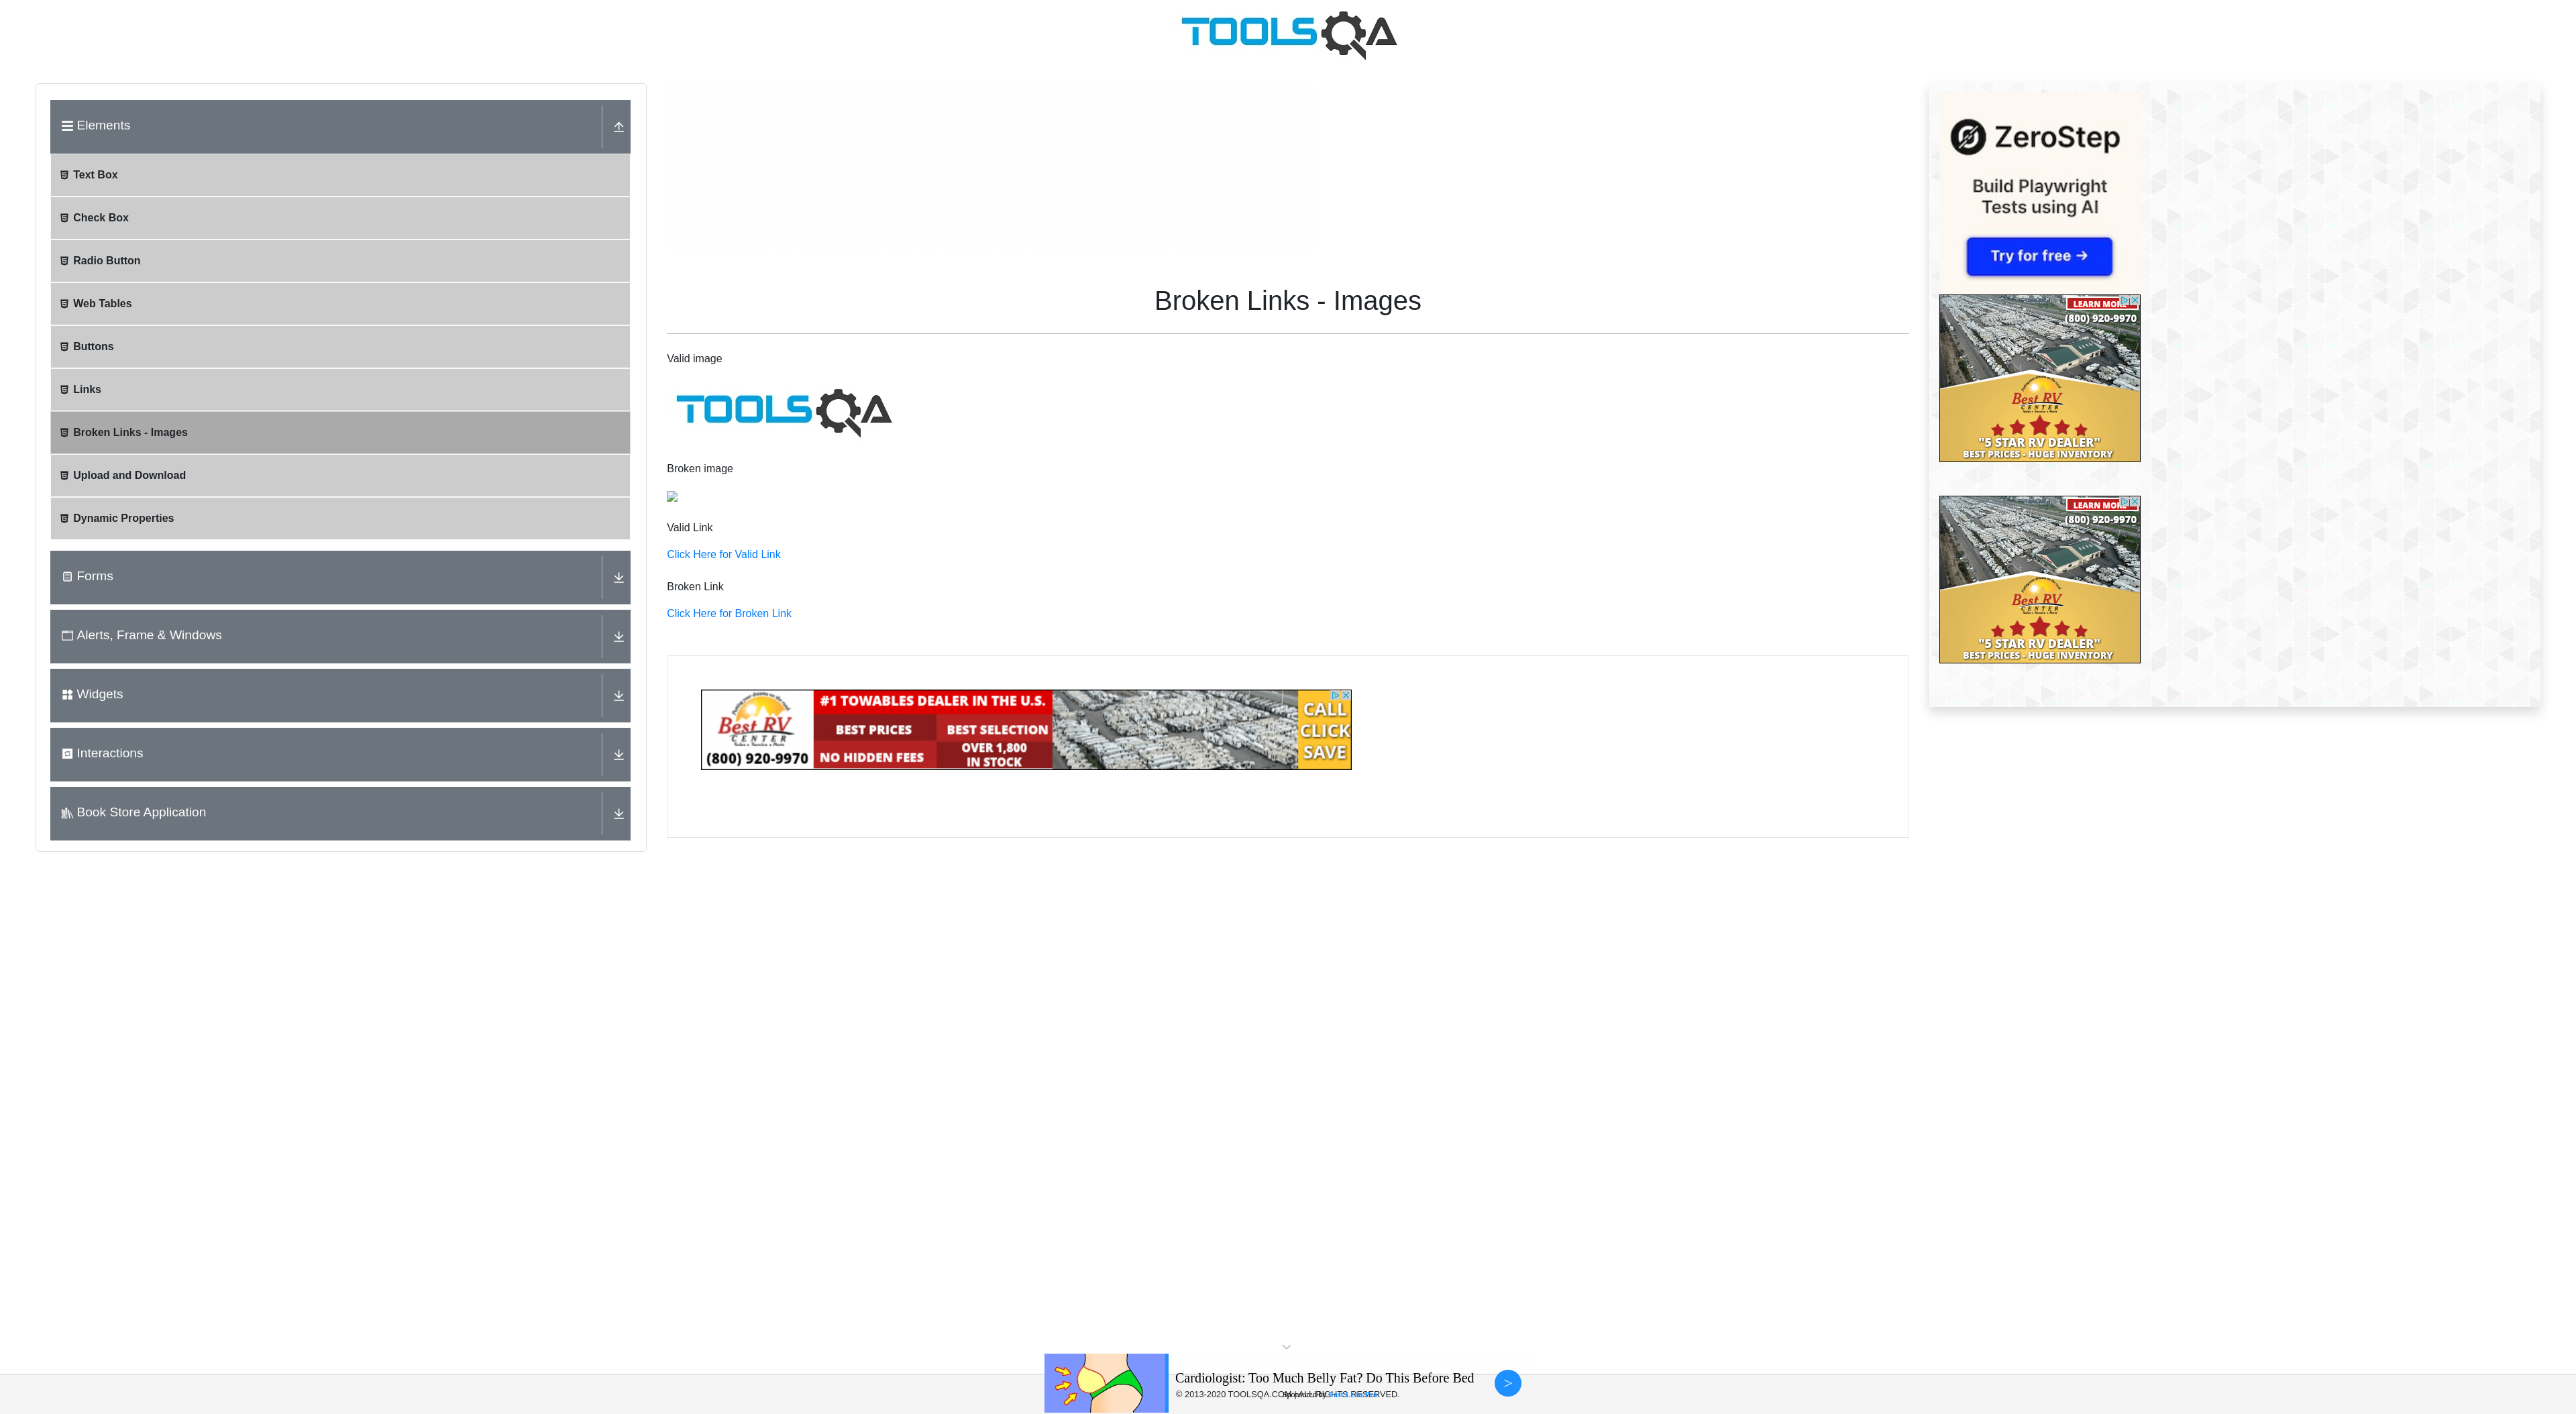 TOOLSQA
Elements
Text Box
Check Box
Radio Button
Web Tables
Buttons
Links
Broken Links - Images
Upload and Download
Dynamic Properties
Forms
Alerts, Frame & Windows
Widgets
Interactions
Book Store Application
Broken Links - Images
Valid image
TOOLSQA
Broken image
Valid Link
Click Here for Valid Link
Broken Link
Click Here for Broken Link
Best RV
CENTER
(800) 920-9970
#1 TOWABLES DEALER IN THE U.S.
BEST PRICES
BEST SELECTION
NO HIDDEN FEES
OVER 1,800
IN STOCK
CALL
CLICK
SAVE
ZeroStep
Build Playwright
Tests using AI
Try for free →
LEARN MORE
(800) 920-9970
Best RV
CENTER
"5 STAR RV DEALER"
BEST PRICES - HUGE INVENTORY
LEARN MORE
(800) 920-9970
Best RV
CENTER
"5 STAR RV DEALER"
BEST PRICES - HUGE INVENTORY
Cardiologist: Too Much Belly Fat? Do This Before Bed
>
© 2013-2020 TOOLSQA.COM | ALL RIGHTS RESERVED.